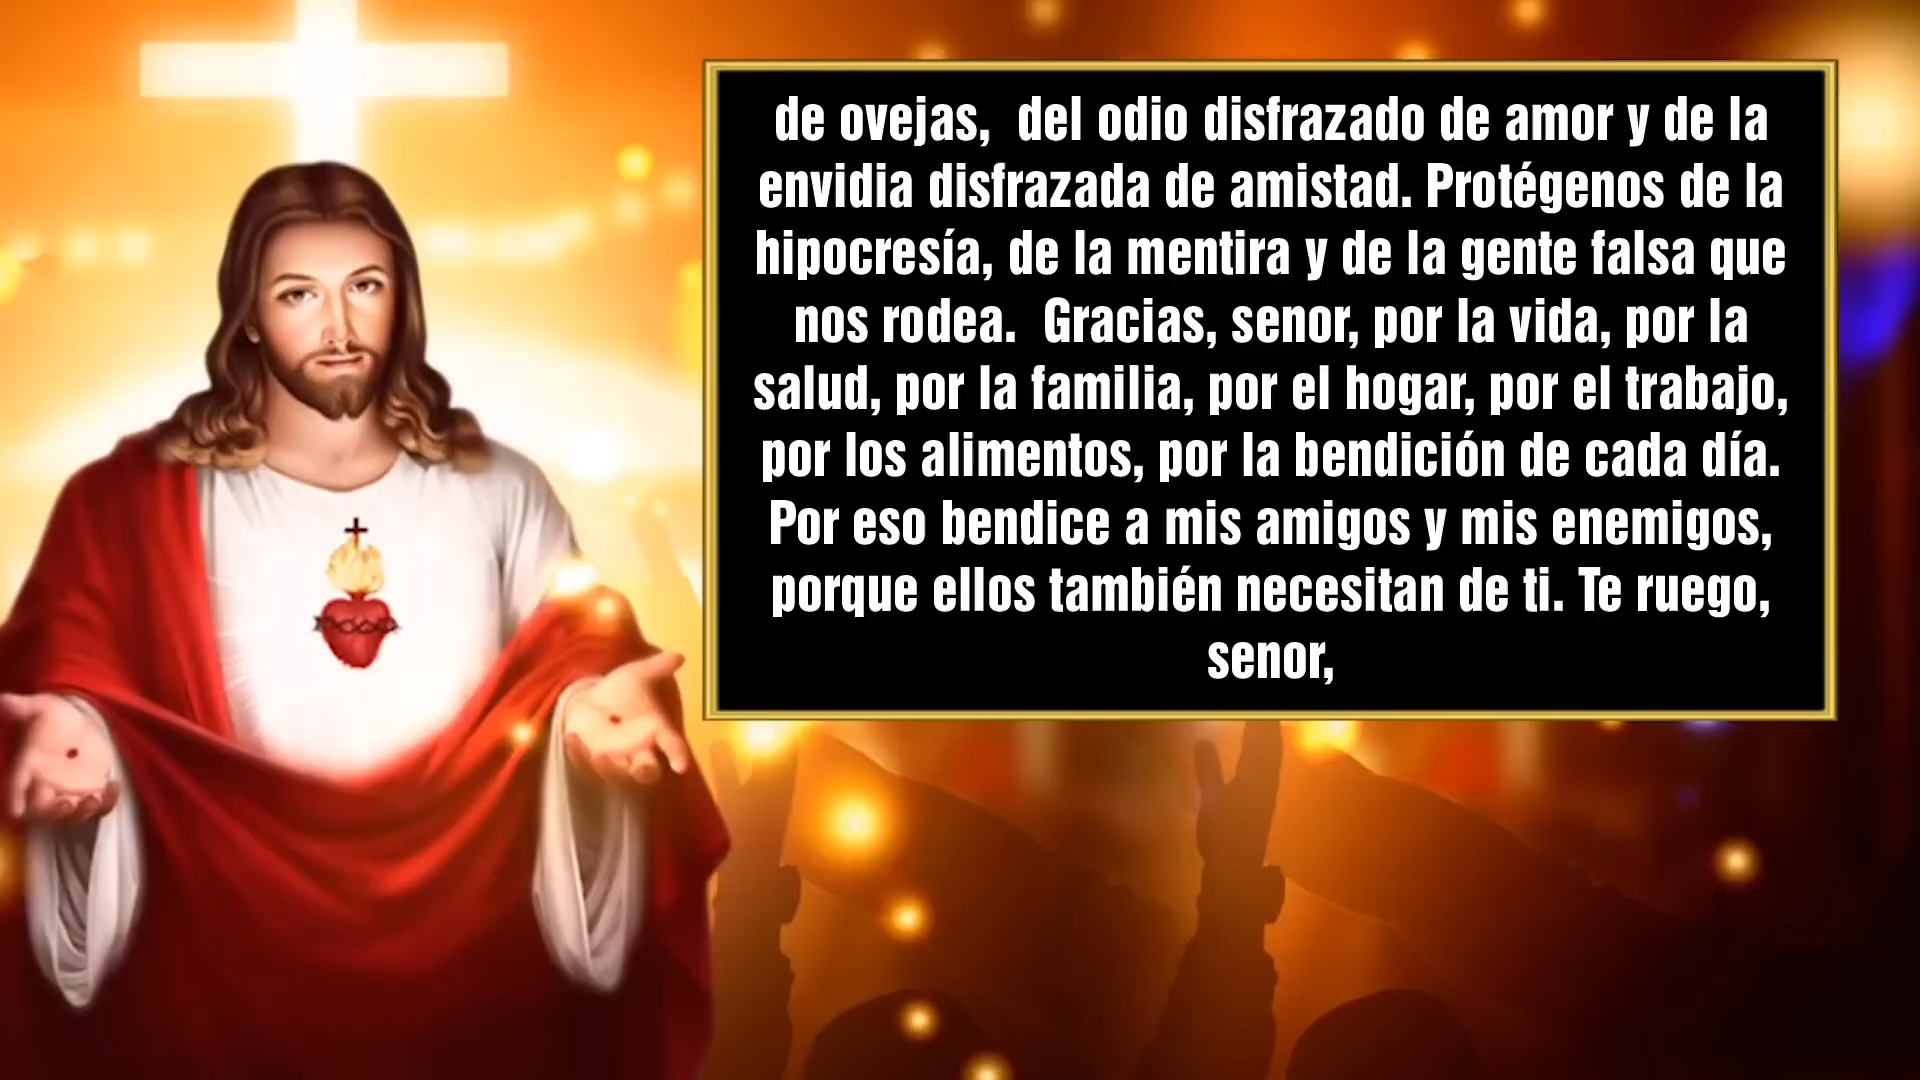 de ovejas,  del odio disfrazado de amor y de la
envidia disfrazada de amistad. Protégenos de la
hipocresía, de la mentira y de la gente falsa que
nos rodea.  Gracias, senor, por la vida, por la
salud, por la familia, por el hogar, por el trabajo,
por los alimentos, por la bendición de cada día.
Por eso bendice a mis amigos y mis enemigos,
porque ellos también necesitan de ti. Te ruego,
senor,